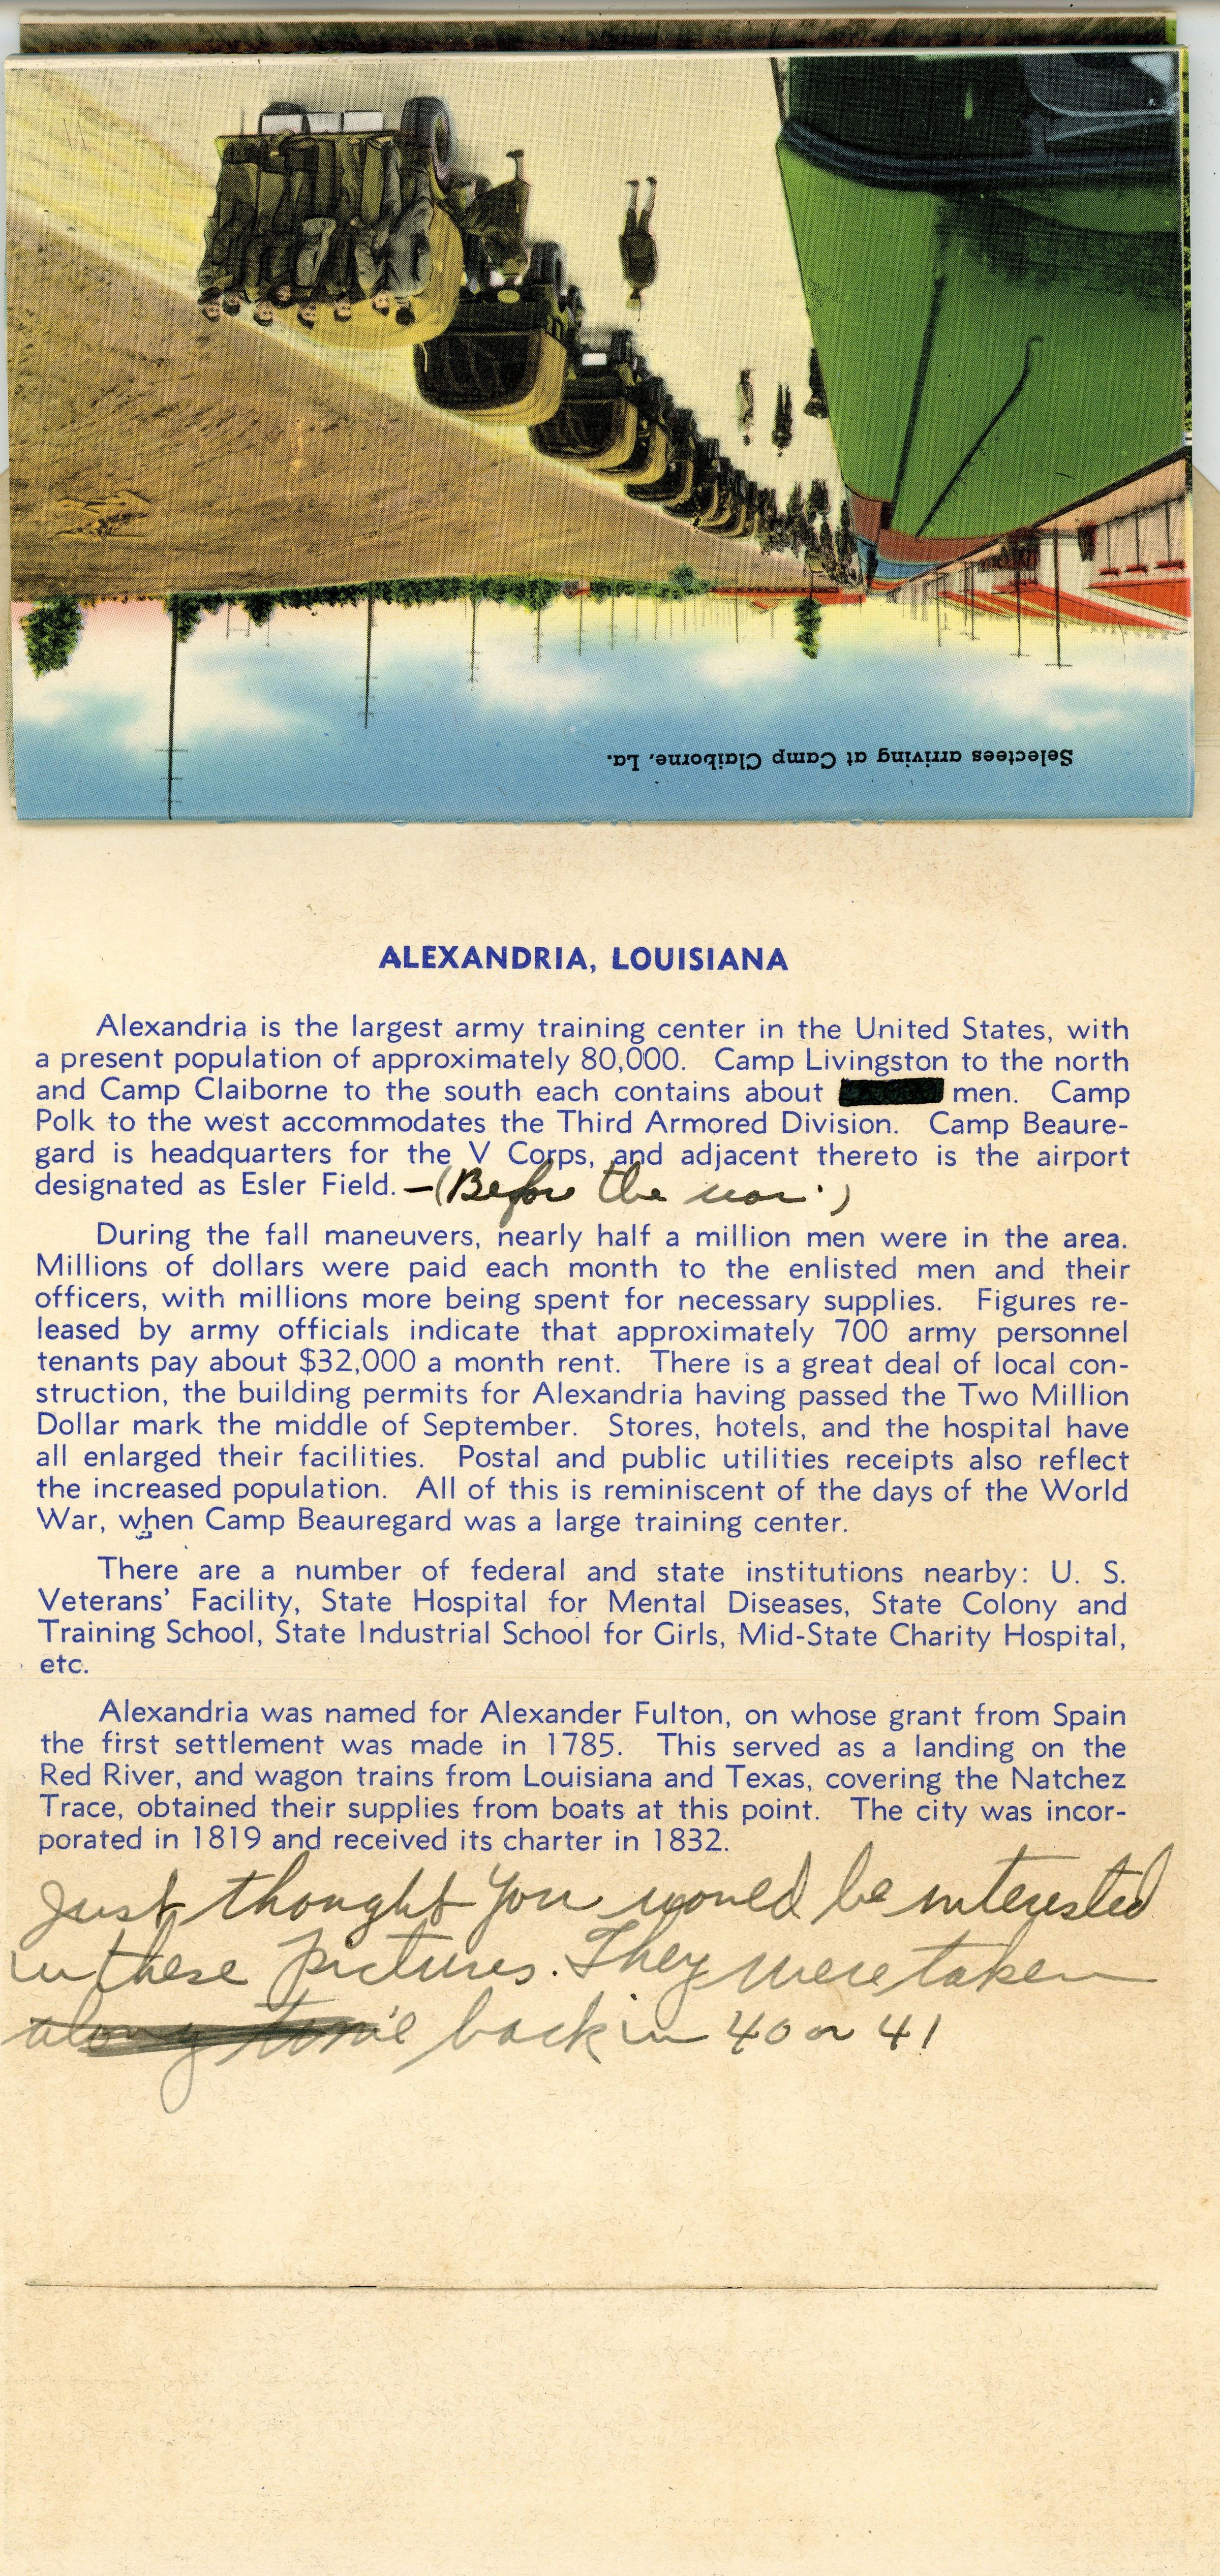 Selectees arriving at Camp Claiborne, La.
ALEXANDRIA, LOUISIANA
Alexandria is the largest army training center in the United States, with
a present population of approximately 80,000. Camp Livingston to the north
and Camp Claiborne to the south each contains about men. Camp
Polk to the west accommodates the Third Armored Division. Camp Beaure-
gard is headquarters for the V Corps, and adjacent thereto is the airport
designated as Esler Field. —(Before the war.)
During the fall maneuvers, nearly half a million men were in the area.
Millions of dollars were paid each month to the enlisted men and their
officers, with millions more being spent for necessary supplies. Figures re-
leased by army officials indicate that approximately 700 army personnel
tenants pay about $32,000 a month rent. There is a great deal of local con-
struction, the building permits for Alexandria having passed the Two Million
Dollar mark the middle of September. Stores, hotels, and the hospital have
all enlarged their facilities. Postal and public utilities receipts also reflect
the increased population. All of this is reminiscent of the days of the World
War, when Camp Beauregard was a large training center.
There are a number of federal and state institutions nearby: U. S.
Veterans' Facility, State Hospital for Mental Diseases, State Colony and
Training School, State Industrial School for Girls, Mid-State Charity Hospital,
etc.
Alexandria was named for Alexander Fulton, on whose grant from Spain
the first settlement was made in 1785. This served as a landing on the
Red River, and wagon trains from Louisiana and Texas, covering the Natchez
Trace, obtained their supplies from boats at this point. The city was incor-
porated in 1819 and received its charter in 1832.
Just thought you would be interested
in these pictures. They were taken
along time back in 40 or 41